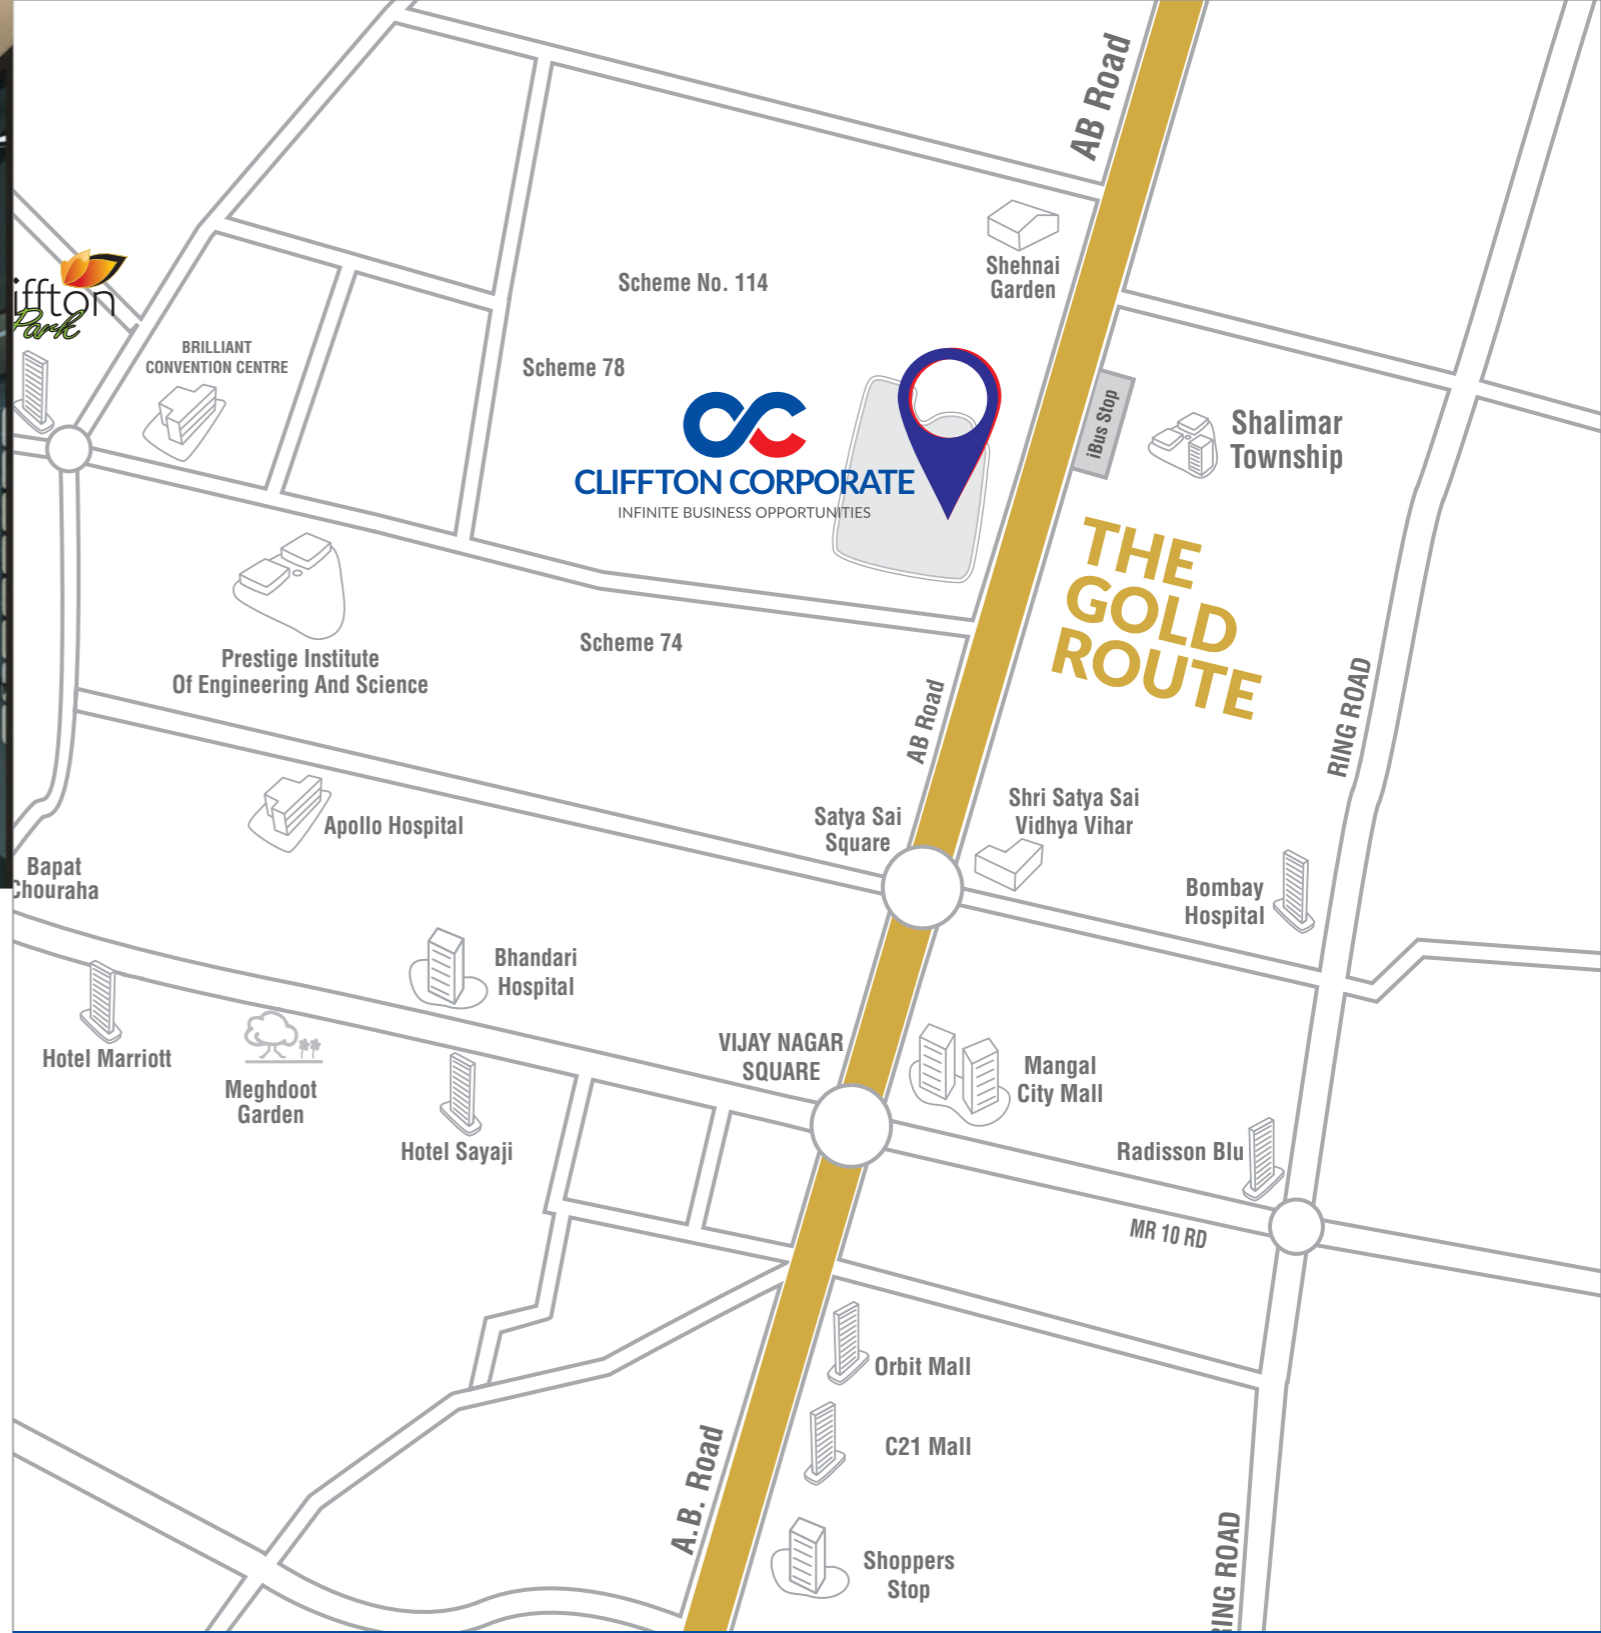 AB Road
Shehnai
Garden
Scheme No. 114
iffton
Park
BRILLIANT
CONVENTION CENTRE
Scheme 78
iBus Stop
Shalimar
Township
CLIFFTON CORPORATE
INFINITE BUSINESS OPPORTUNITIES
THE
GOLD
ROUTE
Prestige Institute
Of Engineering And Science
Scheme 74
AB Road
RING ROAD
Satya Sai
Square
Shri Satya Sai
Vidhya Vihar
Apollo Hospital
Bapat
Chouraha
Bombay
Hospital
Bhandari
Hospital
Hotel Marriott
Meghdoot
Garden
Hotel Sayaji
VIJAY NAGAR
SQUARE
Mangal
City Mall
Radisson Blu
MR 10 RD
Orbit Mall
C21 Mall
A.B. Road
Shoppers
Stop
RING ROAD